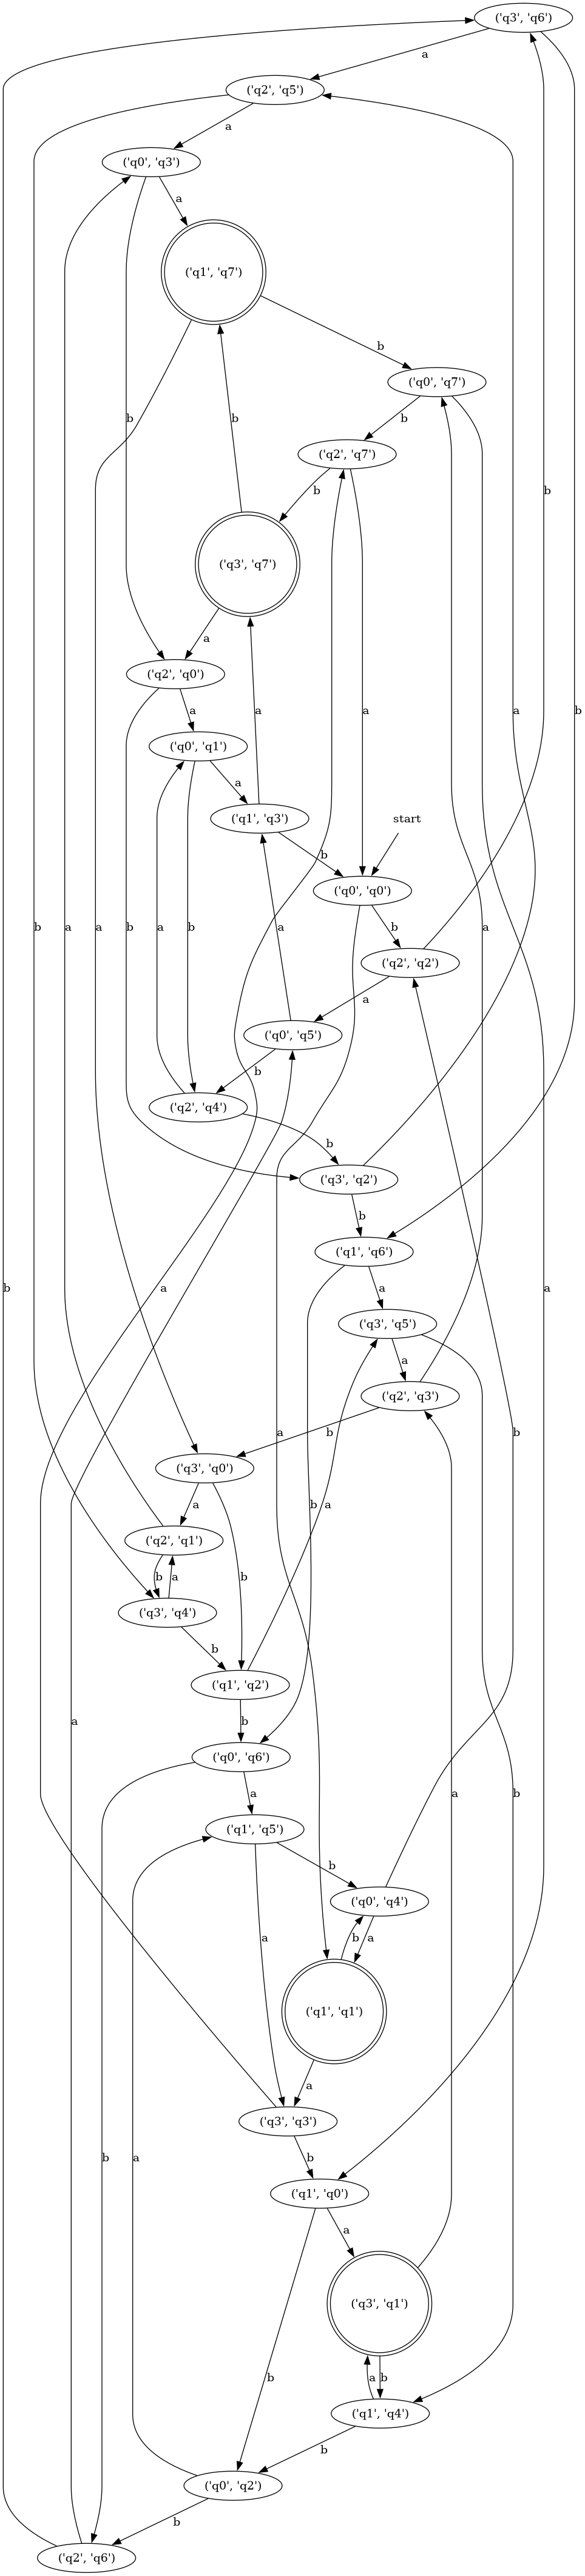 ('q3', 'q6')
a
('q2', 'q5')
a
('q0', 'q3')
a
('q1', 'q7')
b
('q0', 'q7')
b
b
b
('q2', 'q7')
b
('q3', 'q7')
a
('q2', 'q0')
a
a
a
b
b
('q0', 'q1')
a
('q1', 'q3')
start
b
('q0', 'q0')
b
b
a
a
b
b
a
b
a
a
('q2', 'q2')
a
('q0', 'q5')
b
('q2', 'q4')
b
('q3', 'q2')
b
('q1', 'q6')
b
a
a
a
('q3', 'q5')
a
('q2', 'q3')
a
b
b
b
a
('q3', 'q0')
a
('q2', 'q1')
b
a
b
('q3', 'q4')
b
('q1', 'q2')
a
b
('q0', 'q6')
a
b
a
('q1', 'q5')
b
('q0', 'q4')
a
b
a
('q1', 'q1')
a
('q3', 'q3')
b
b
a
('q1', 'q0')
a
('q3', 'q1')
b
a
b
('q1', 'q4')
b
('q0', 'q2')
b
('q2', 'q6')